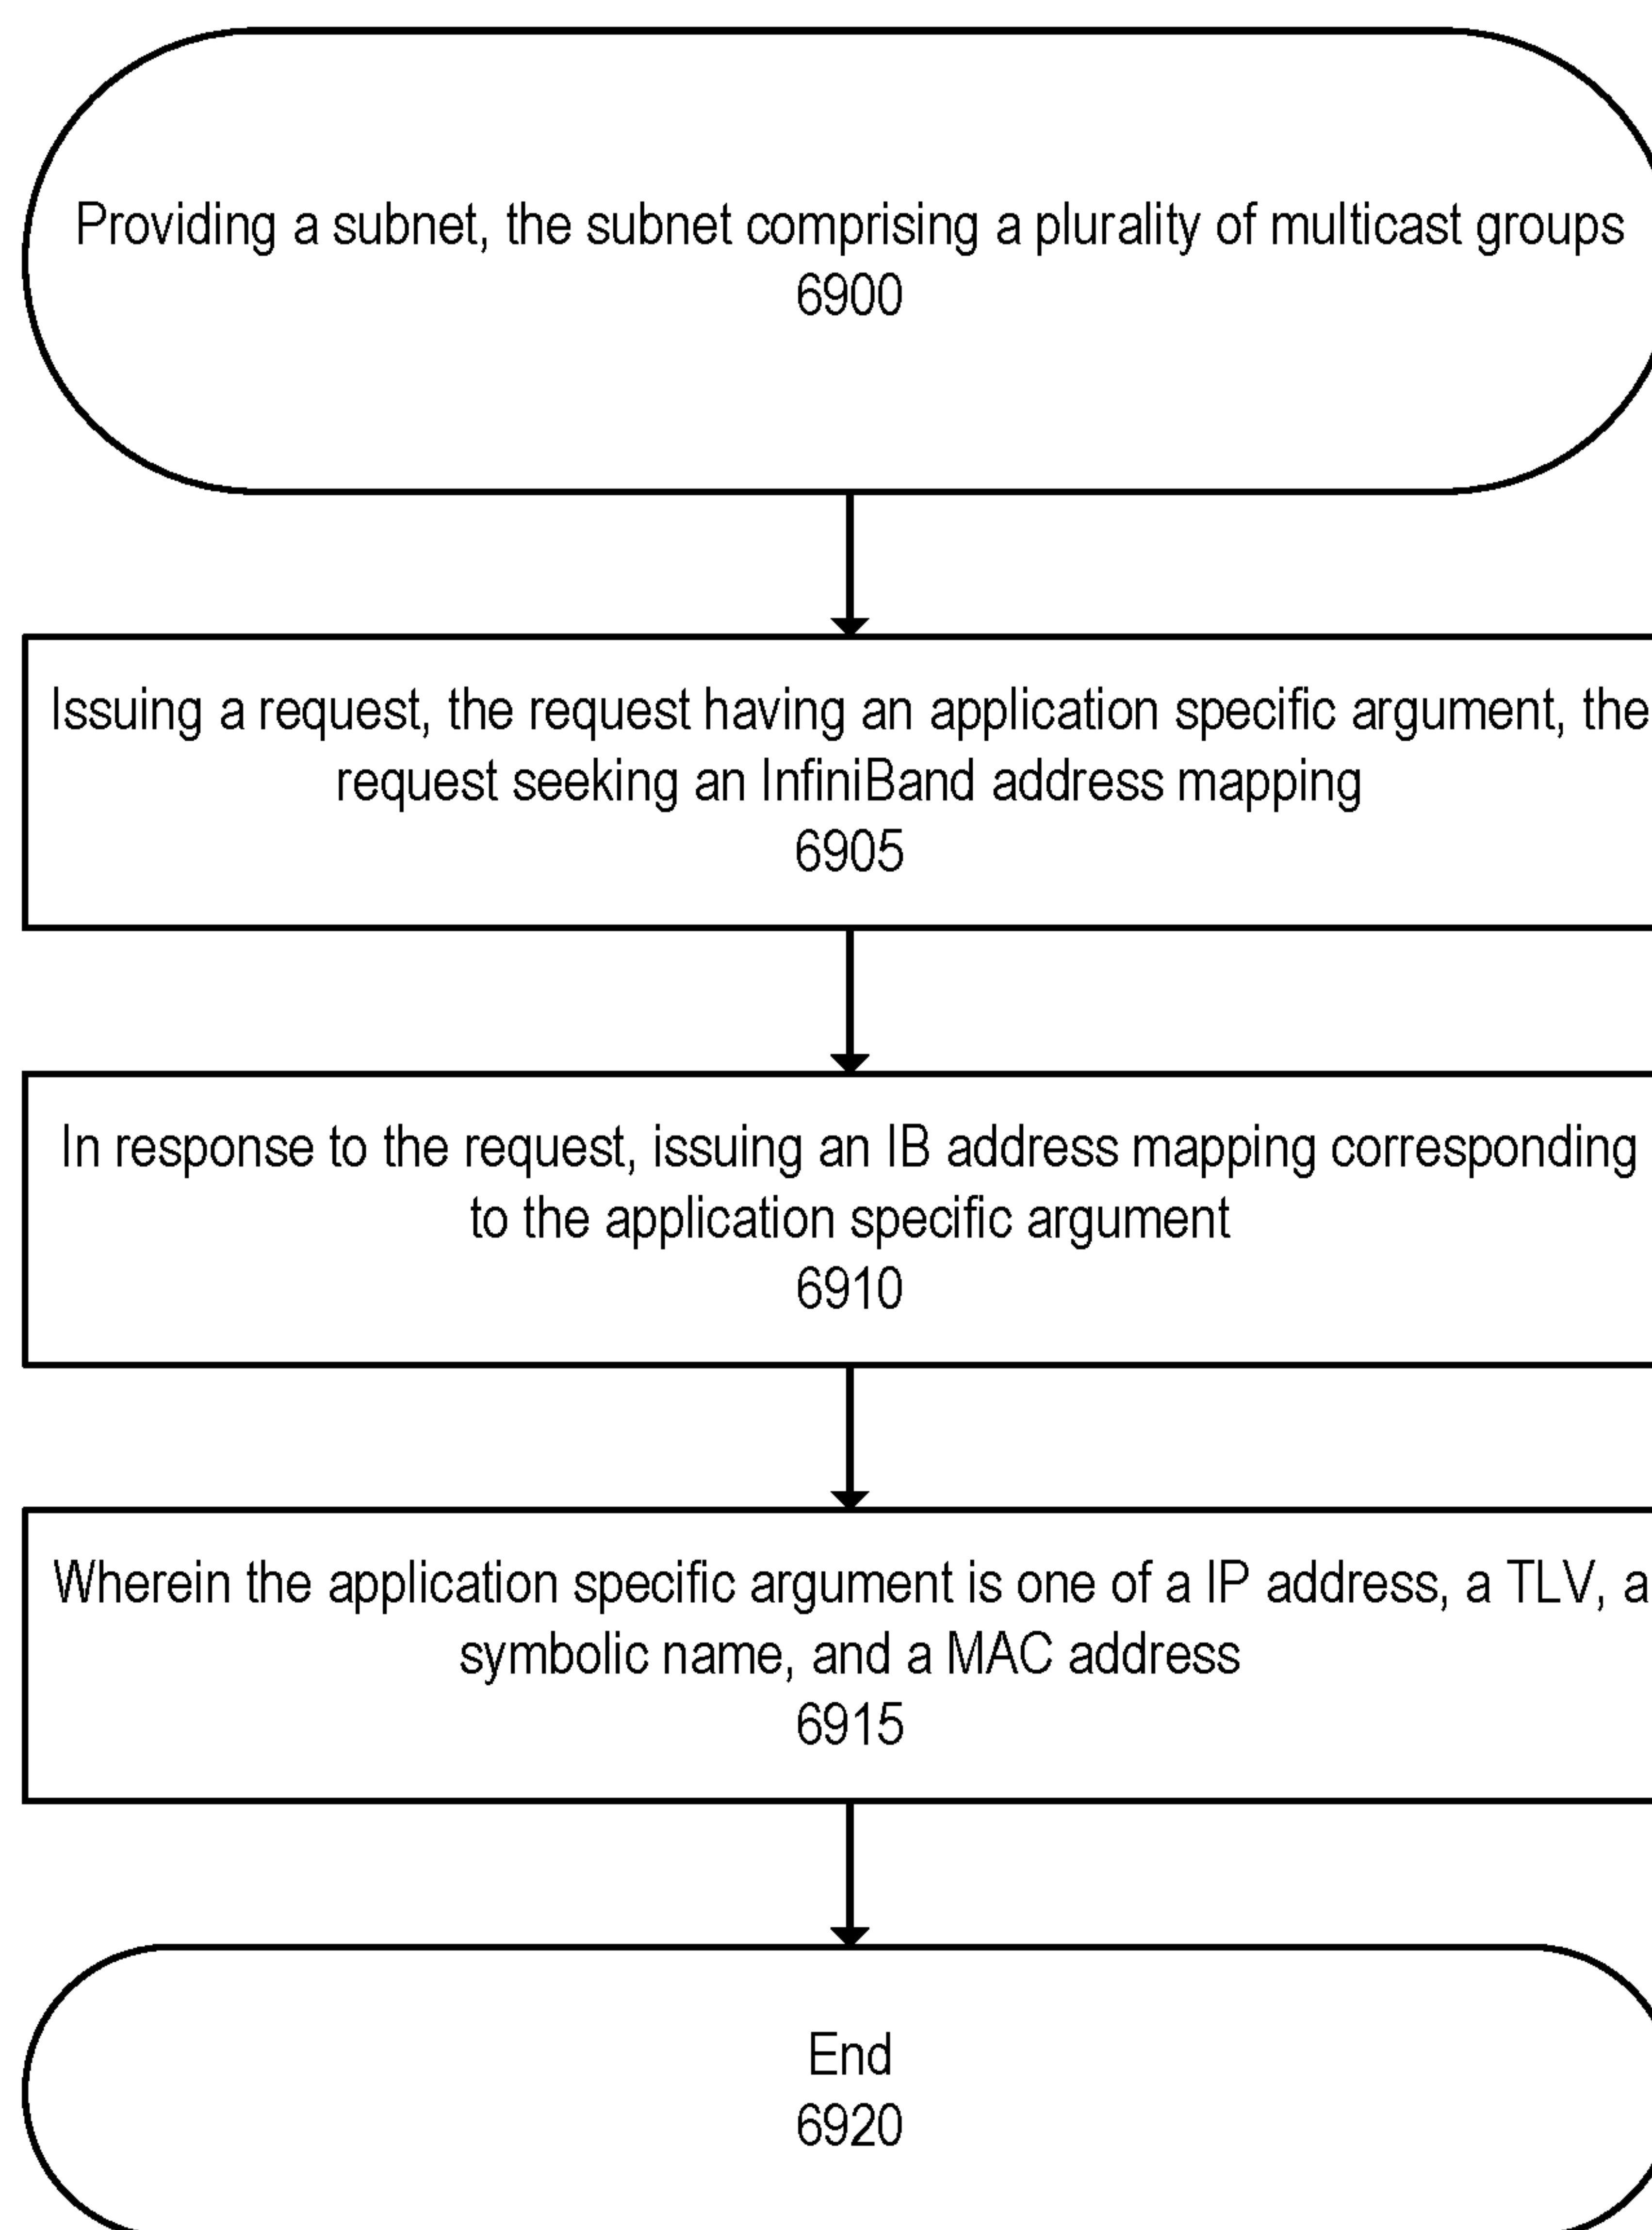 Providing a subnet, the subnet comprising a plurality of multicast groups
6900
Issuing a request, the request having an application specific argument, the
request seeking an InfiniBand address mapping
6905
In response to the request, issuing an IB address mapping corresponding
to the application specific argument
6910
Wherein the application specific argument is one of a IP address, a TLV, a
symbolic name, and a MAC address
6915
End
6920